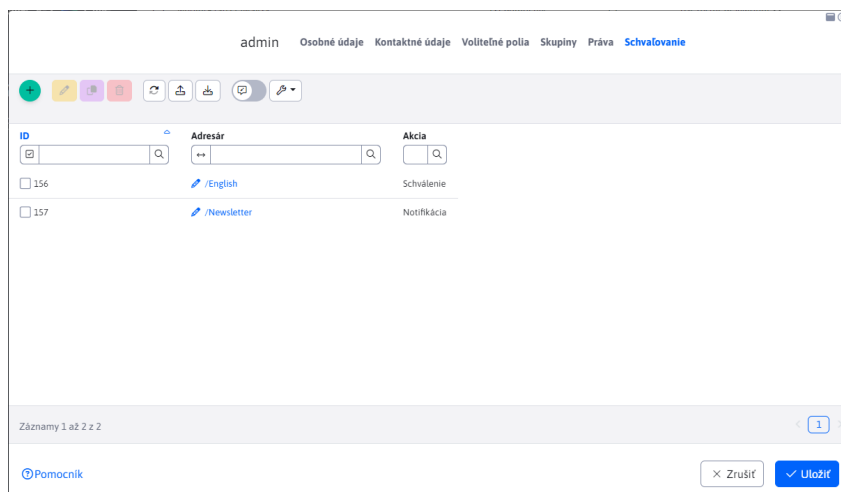 admin Osobné údaje Kontaktné údaje Voliteľné polia Skupiny Práva Schvaľovanie
ID Adresár Akcia
156 /English Schválenie
157 /Newsletter Notifikácia
Záznamy 1 až 2 z 2 1
Pomocník Zrušiť Uložiť